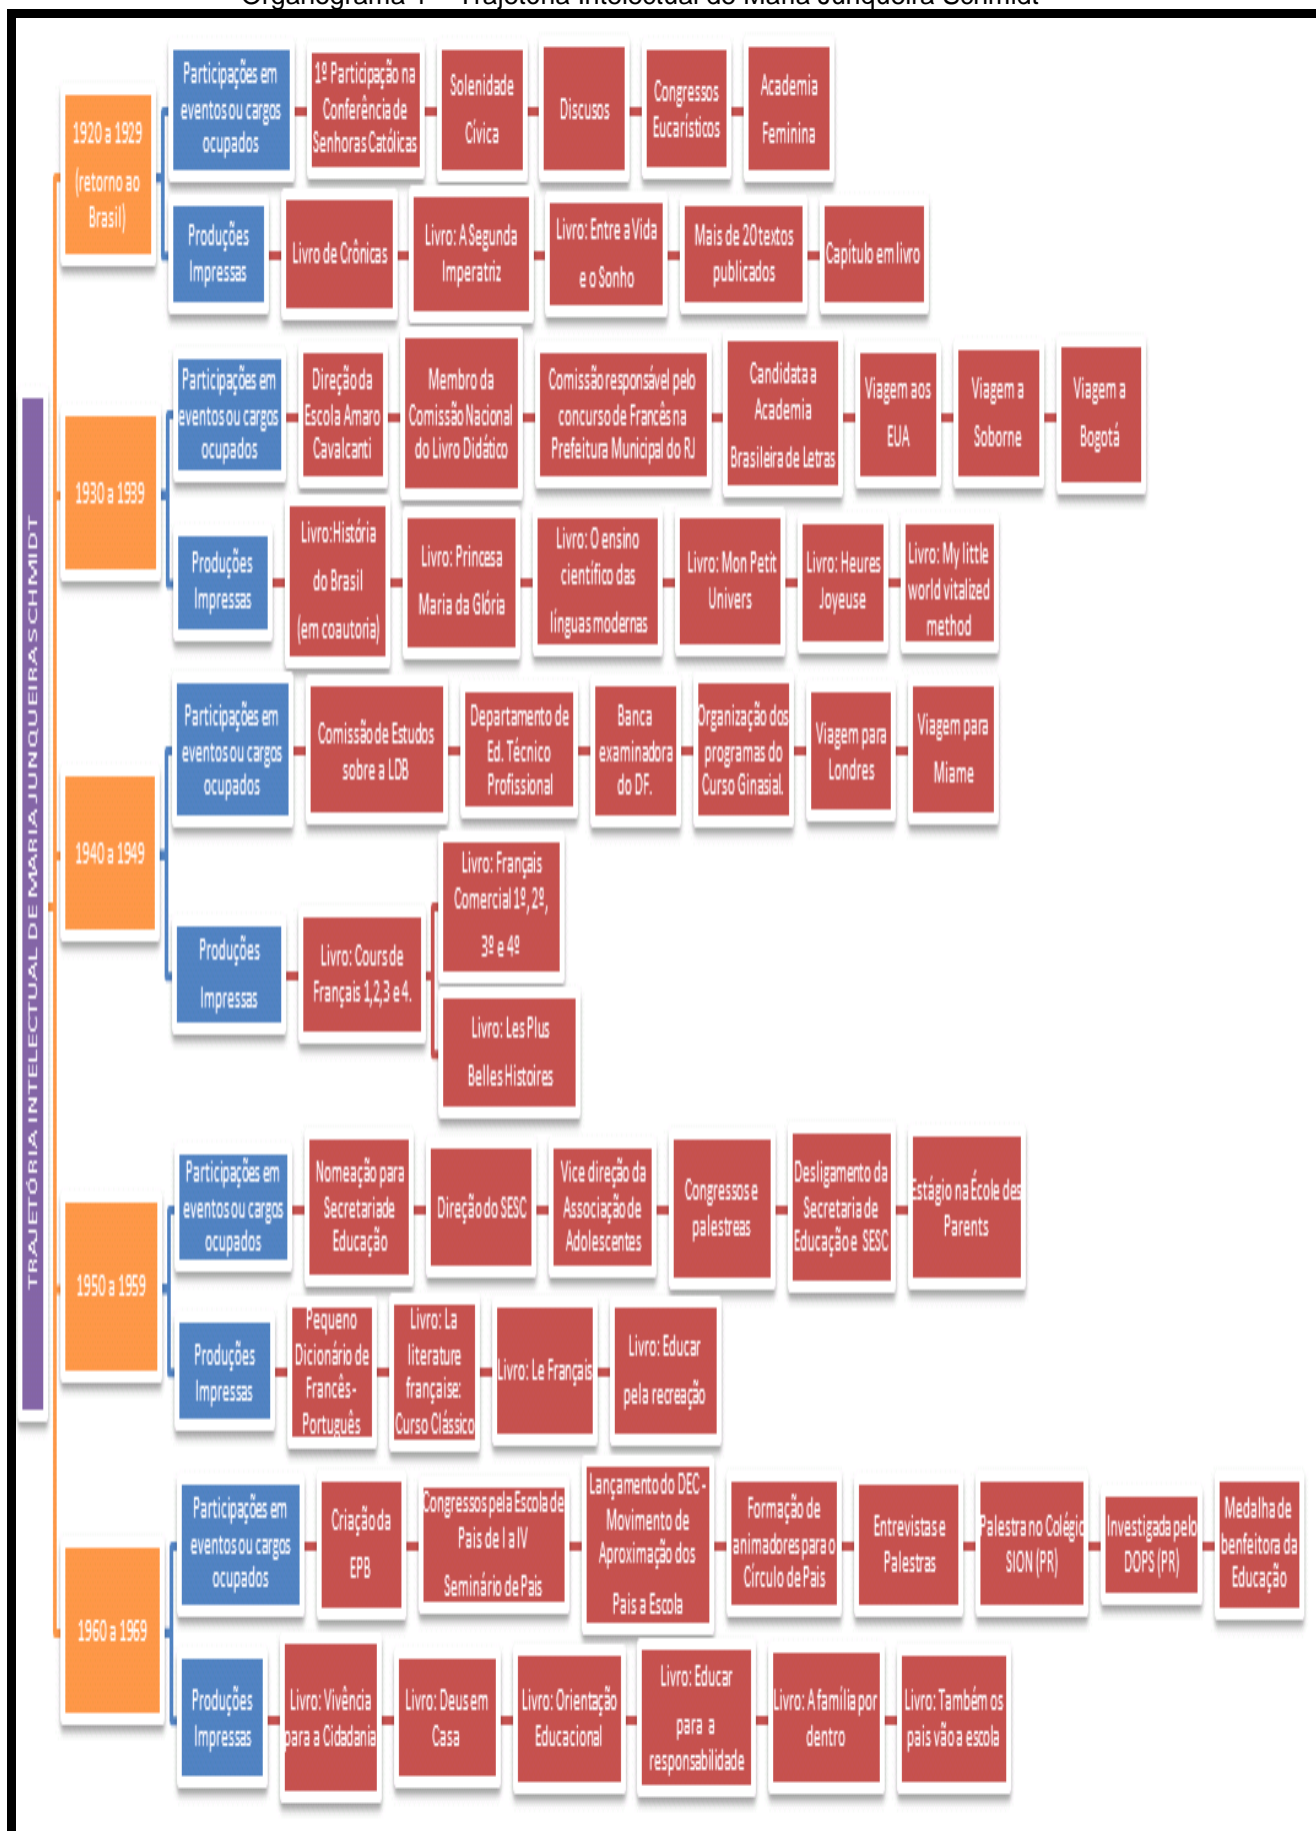 Organograma 1 – Trajetória Intelectual de Maria Junqueira Schmidt
TRAJETÓRIA INTELECTUAL DE MARIA JUNQUEIRA SCHMIDT
1920 a 1929
(retorno ao
Brasil)
Participações em
eventos ou cargos
ocupados
1º Participação na
Conferência de
Senhoras Católicas
Solenidade
Cívica
Discusos
Congressos
Eucarísticos
Academia
Feminina
Produções
Impressas
Livro de Crônicas
Livro: A Segunda
Imperatriz
Livro: Entre a Vida
e o Sonho
Mais de 20 textos
publicados
Capítulo em livro
1930 a 1939
Participações em
eventos ou cargos
ocupados
Direção da
Escola Amaro
Cavalcanti
Membro da
Comissão Nacional
do Livro Didático
Comissão responsável pelo
concurso de Francês na
Prefeitura Municipal do RJ
Candidata a
Academia
Brasileira de Letras
Viagem aos
EUA
Viagem a
Soborne
Viagem a
Bogotá
Produções
Impressas
Livro: História
do Brasil
(em coautoria)
Livro: Princesa
Maria da Glória
Livro: O ensino
científico das
línguas modernas
Livro: Mon Petit
Univers
Livro: Heures
Joyeuse
Livro: My little
world vitalized
method
1940 a 1949
Participações em
eventos ou cargos
ocupados
Comissão de Estudos
sobre a LDB
Departamento de
Ed. Técnico
Profissional
Banca
examinadora
do DF.
Organização dos
programas do
Curso Ginasial.
Viagem para
Londres
Viagem para
Miame
Produções
Impressas
Livro: Cours de
Français 1,2,3 e 4.
Livro: Français
Comercial 1º, 2º,
3º e 4º
Livro: Les Plus
Belles Histoires
1950 a 1959
Participações em
eventos ou cargos
ocupados
Nomeação para
Secretaria de
Educação
Direção do SESC
Vice direção da
Associação de
Adolescentes
Congressos e
palestreas
Desligamento da
Secretaria de
Educação e SESC
Estágio na École des
Parents
Produções
Impressas
Pequeno
Dicionário de
Francês-
Português
Livro: La
literature
française:
Curso Clássico
Livro: Le Français
Livro: Educar
pela recreação
1960 a 1969
Participações em
eventos ou cargos
ocupados
Criação da
EPB
Congressos pela Escola de
Pais de I a IV
Seminário de Pais
Lançamento do DEC -
Movimento de
Aproximação dos
Pais a Escola
Formação de
animadores para o
Círculo de Pais
Entrevistas e
Palestras
Palestra no Colégio
SION (PR)
Investigada pelo
DOPS (PR)
Medalha de
benfeitora da
Educação
Produções
Impressas
Livro: Vivência
para a Cidadania
Livro: Deus em
Casa
Livro: Orientação
Educacional
Livro: Educar
para a
responsabilidade
Livro: A família por
dentro
Livro: Também os
pais vão a escola